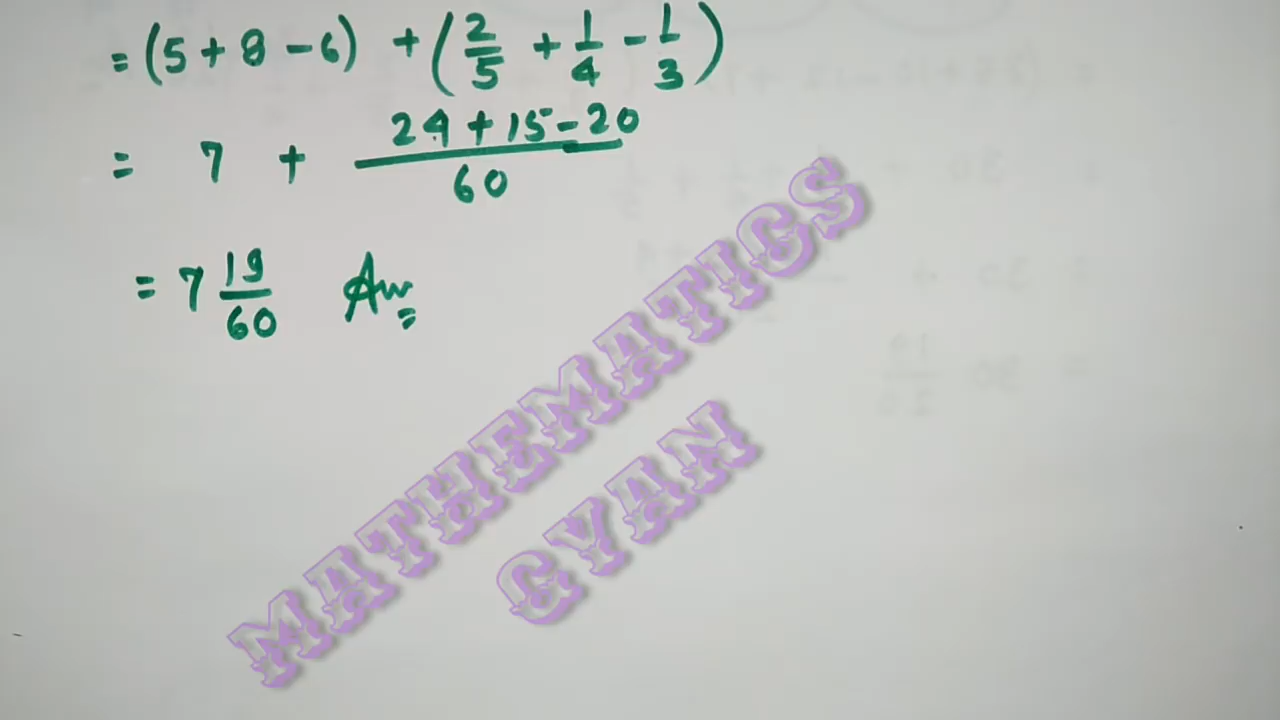 = (5 + 8 - 6) + (2/5 + 1/4 - 1/3)
= 7 + (24 + 15 - 20)/60
= 7 19/60 Ans
MATHEMATICS
GYAN